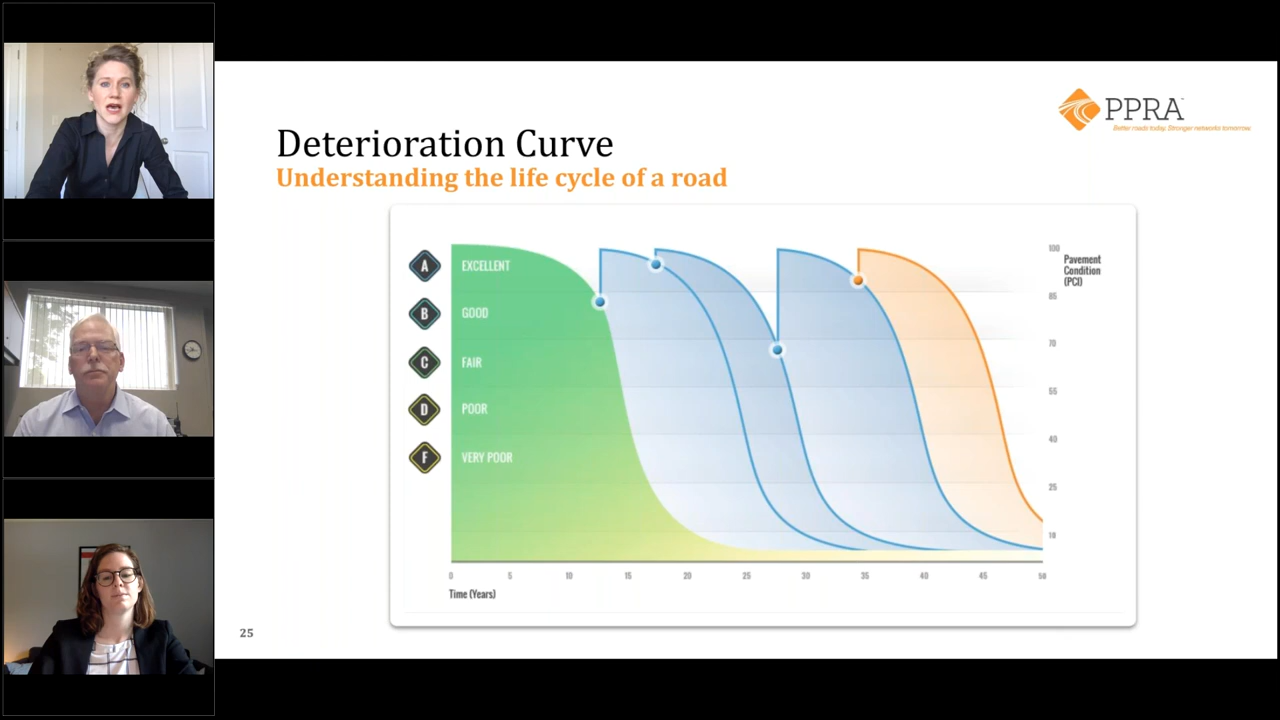 PPRA
Better roads today. Stronger networks tomorrow.
Deterioration Curve
Understanding the life cycle of a road
A EXCELLENT
B GOOD
C FAIR
D POOR
F VERY POOR
100
85
70
55
40
25
10
Pavement
Condition
(PCI)
0 5 10 15 20 25 30 35 40 45 50
Time (Years)
25